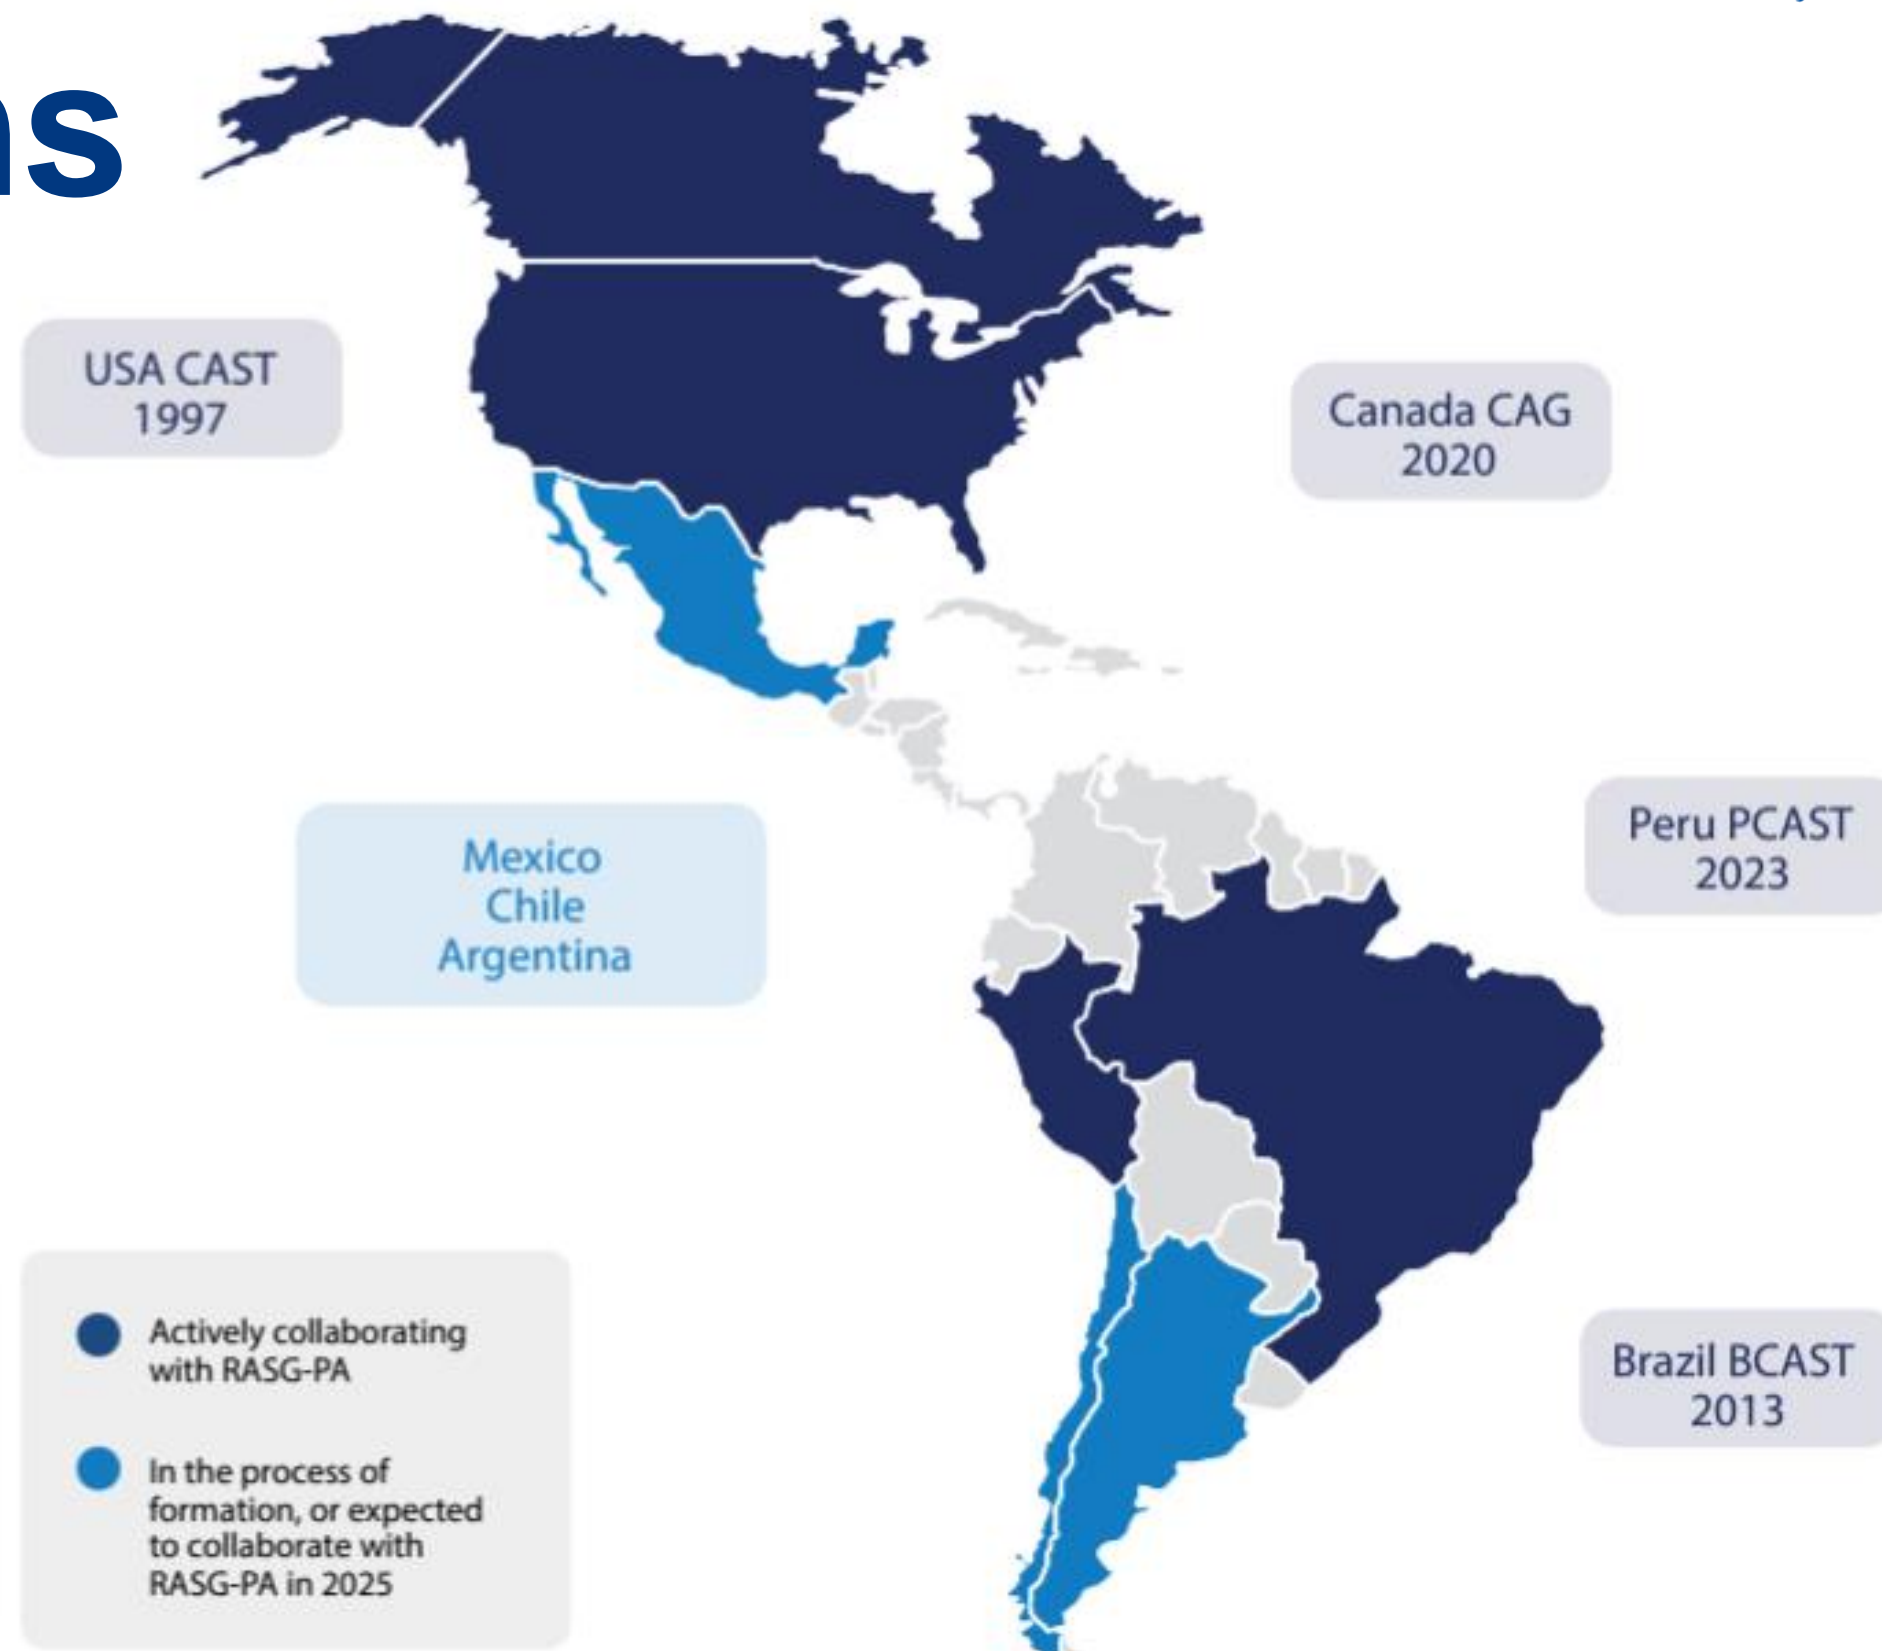 ns
USA CAST
1997
Canada CAG
2020
Mexico
Chile
Argentina
Peru PCAST
2023
Brazil BCAST
2013
Actively collaborating
with RASG-PA
In the process of
formation, or expected
to collaborate with
RASG-PA in 2025